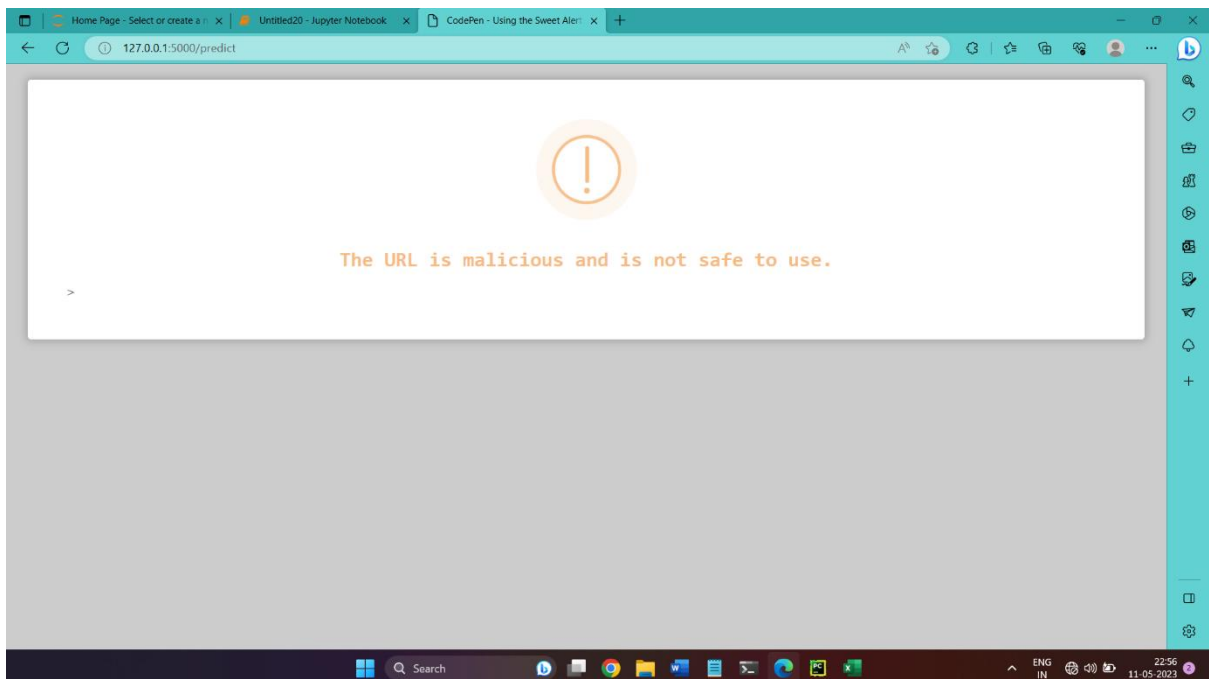 Home Page - Select or create a n
Untitled20 - Jupyter Notebook
CodePen - Using the Sweet Alert
127.0.0.1:5000/predict
The URL is malicious and is not safe to use.
>
Search
ENG
IN
22:56
11-05-2023
2